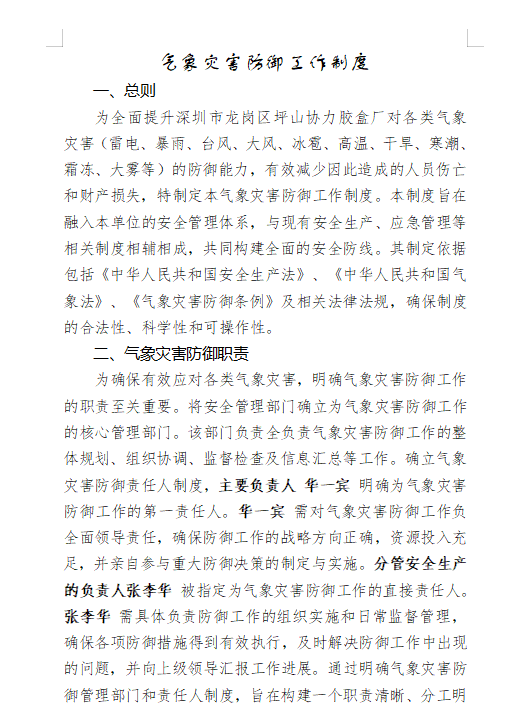 气象灾害防御工作制度
一、总则
为全面提升深圳市龙岗区坪山协力胶盒厂对各类气象
灾害（雷电、暴雨、台风、大风、冰雹、高温、干旱、寒潮、
霜冻、大雾等）的防御能力，有效减少因此造成的人员伤亡
和财产损失，特制定本气象灾害防御工作制度。本制度旨在
融入本单位的安全管理体系，与现有安全生产、应急管理等
相关制度相辅相成，共同构建全面的安全防线。其制定依据
包括《中华人民共和国安全生产法》、《中华人民共和国气
象法》、《气象灾害防御条例》及相关法律法规，确保制度
的合法性、科学性和可操作性。
二、气象灾害防御职责
为确保有效应对各类气象灾害，明确气象灾害防御工作
的职责至关重要。将安全管理部门确立为气象灾害防御工作
的核心管理部门。该部门负责全负责气象灾害防御工作的整
体规划、组织协调、监督检查及信息汇总等工作。确立气象
灾害防御责任人制度，主要负责人 华一宾 明确为气象灾害
防御工作的第一责任人。华一宾 需对气象灾害防御工作负
全面领导责任，确保防御工作的战略方向正确，资源投入充
足，并亲自参与重大防御决策的制定与实施。分管安全生产
的负责人张李华 被指定为气象灾害防御工作的直接责任人。
张李华 需具体负责防御工作的组织实施和日常监督管理，
确保各项防御措施得到有效执行，及时解决防御工作中出现
的问题，并向上级领导汇报工作进展。通过明确气象灾害防
御管理部门和责任人制度，旨在构建一个职责清晰、分工明